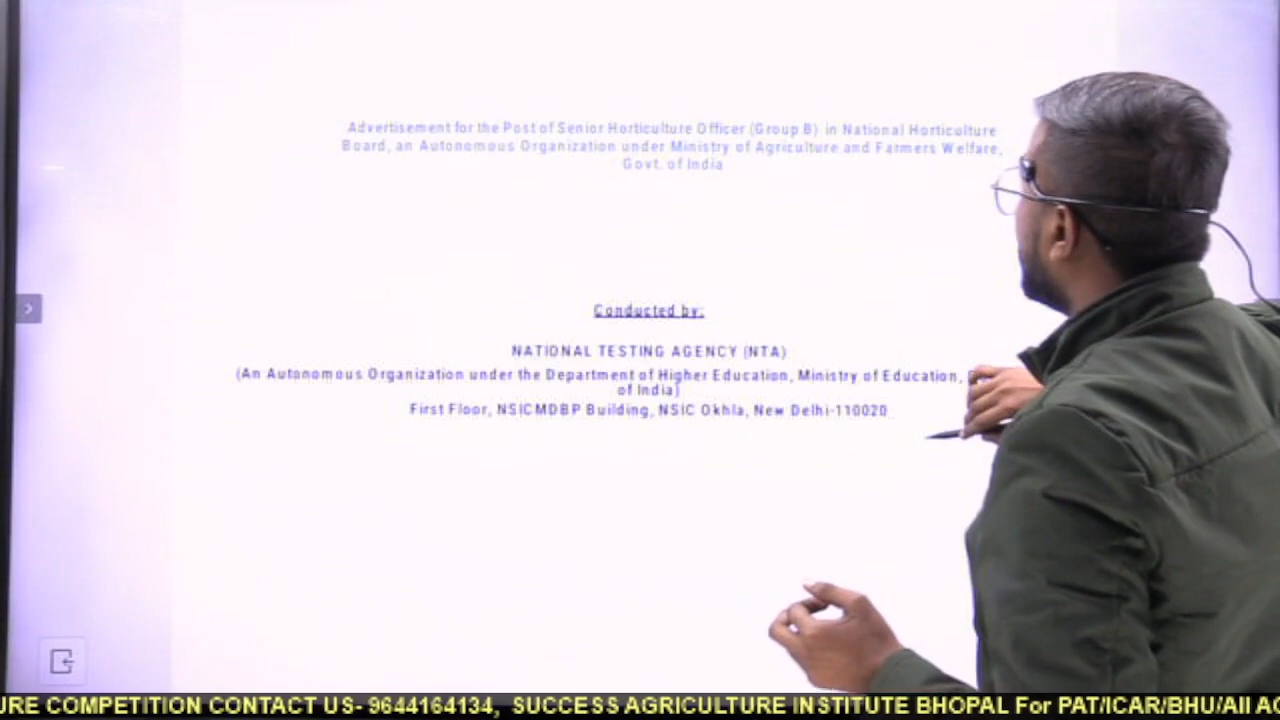 Advertisement for the Post of Senior Horticulture Officer (Group B) in National Horticulture
Board, an Autonomous Organization under Ministry of Agriculture and Farmers Welfare,
Govt. of India
Conducted by:
NATIONAL TESTING AGENCY (NTA)
(An Autonomous Organization under the Department of Higher Education, Ministry of Education,
of India)
First Floor, NSICMDBP Building, NSIC Okhla, New Delhi-110020
URE COMPETITION CONTACT US- 9644164134, SUCCESS AGRICULTURE INSTITUTE BHOPAL For PAT/ICAR/BHU/All AG